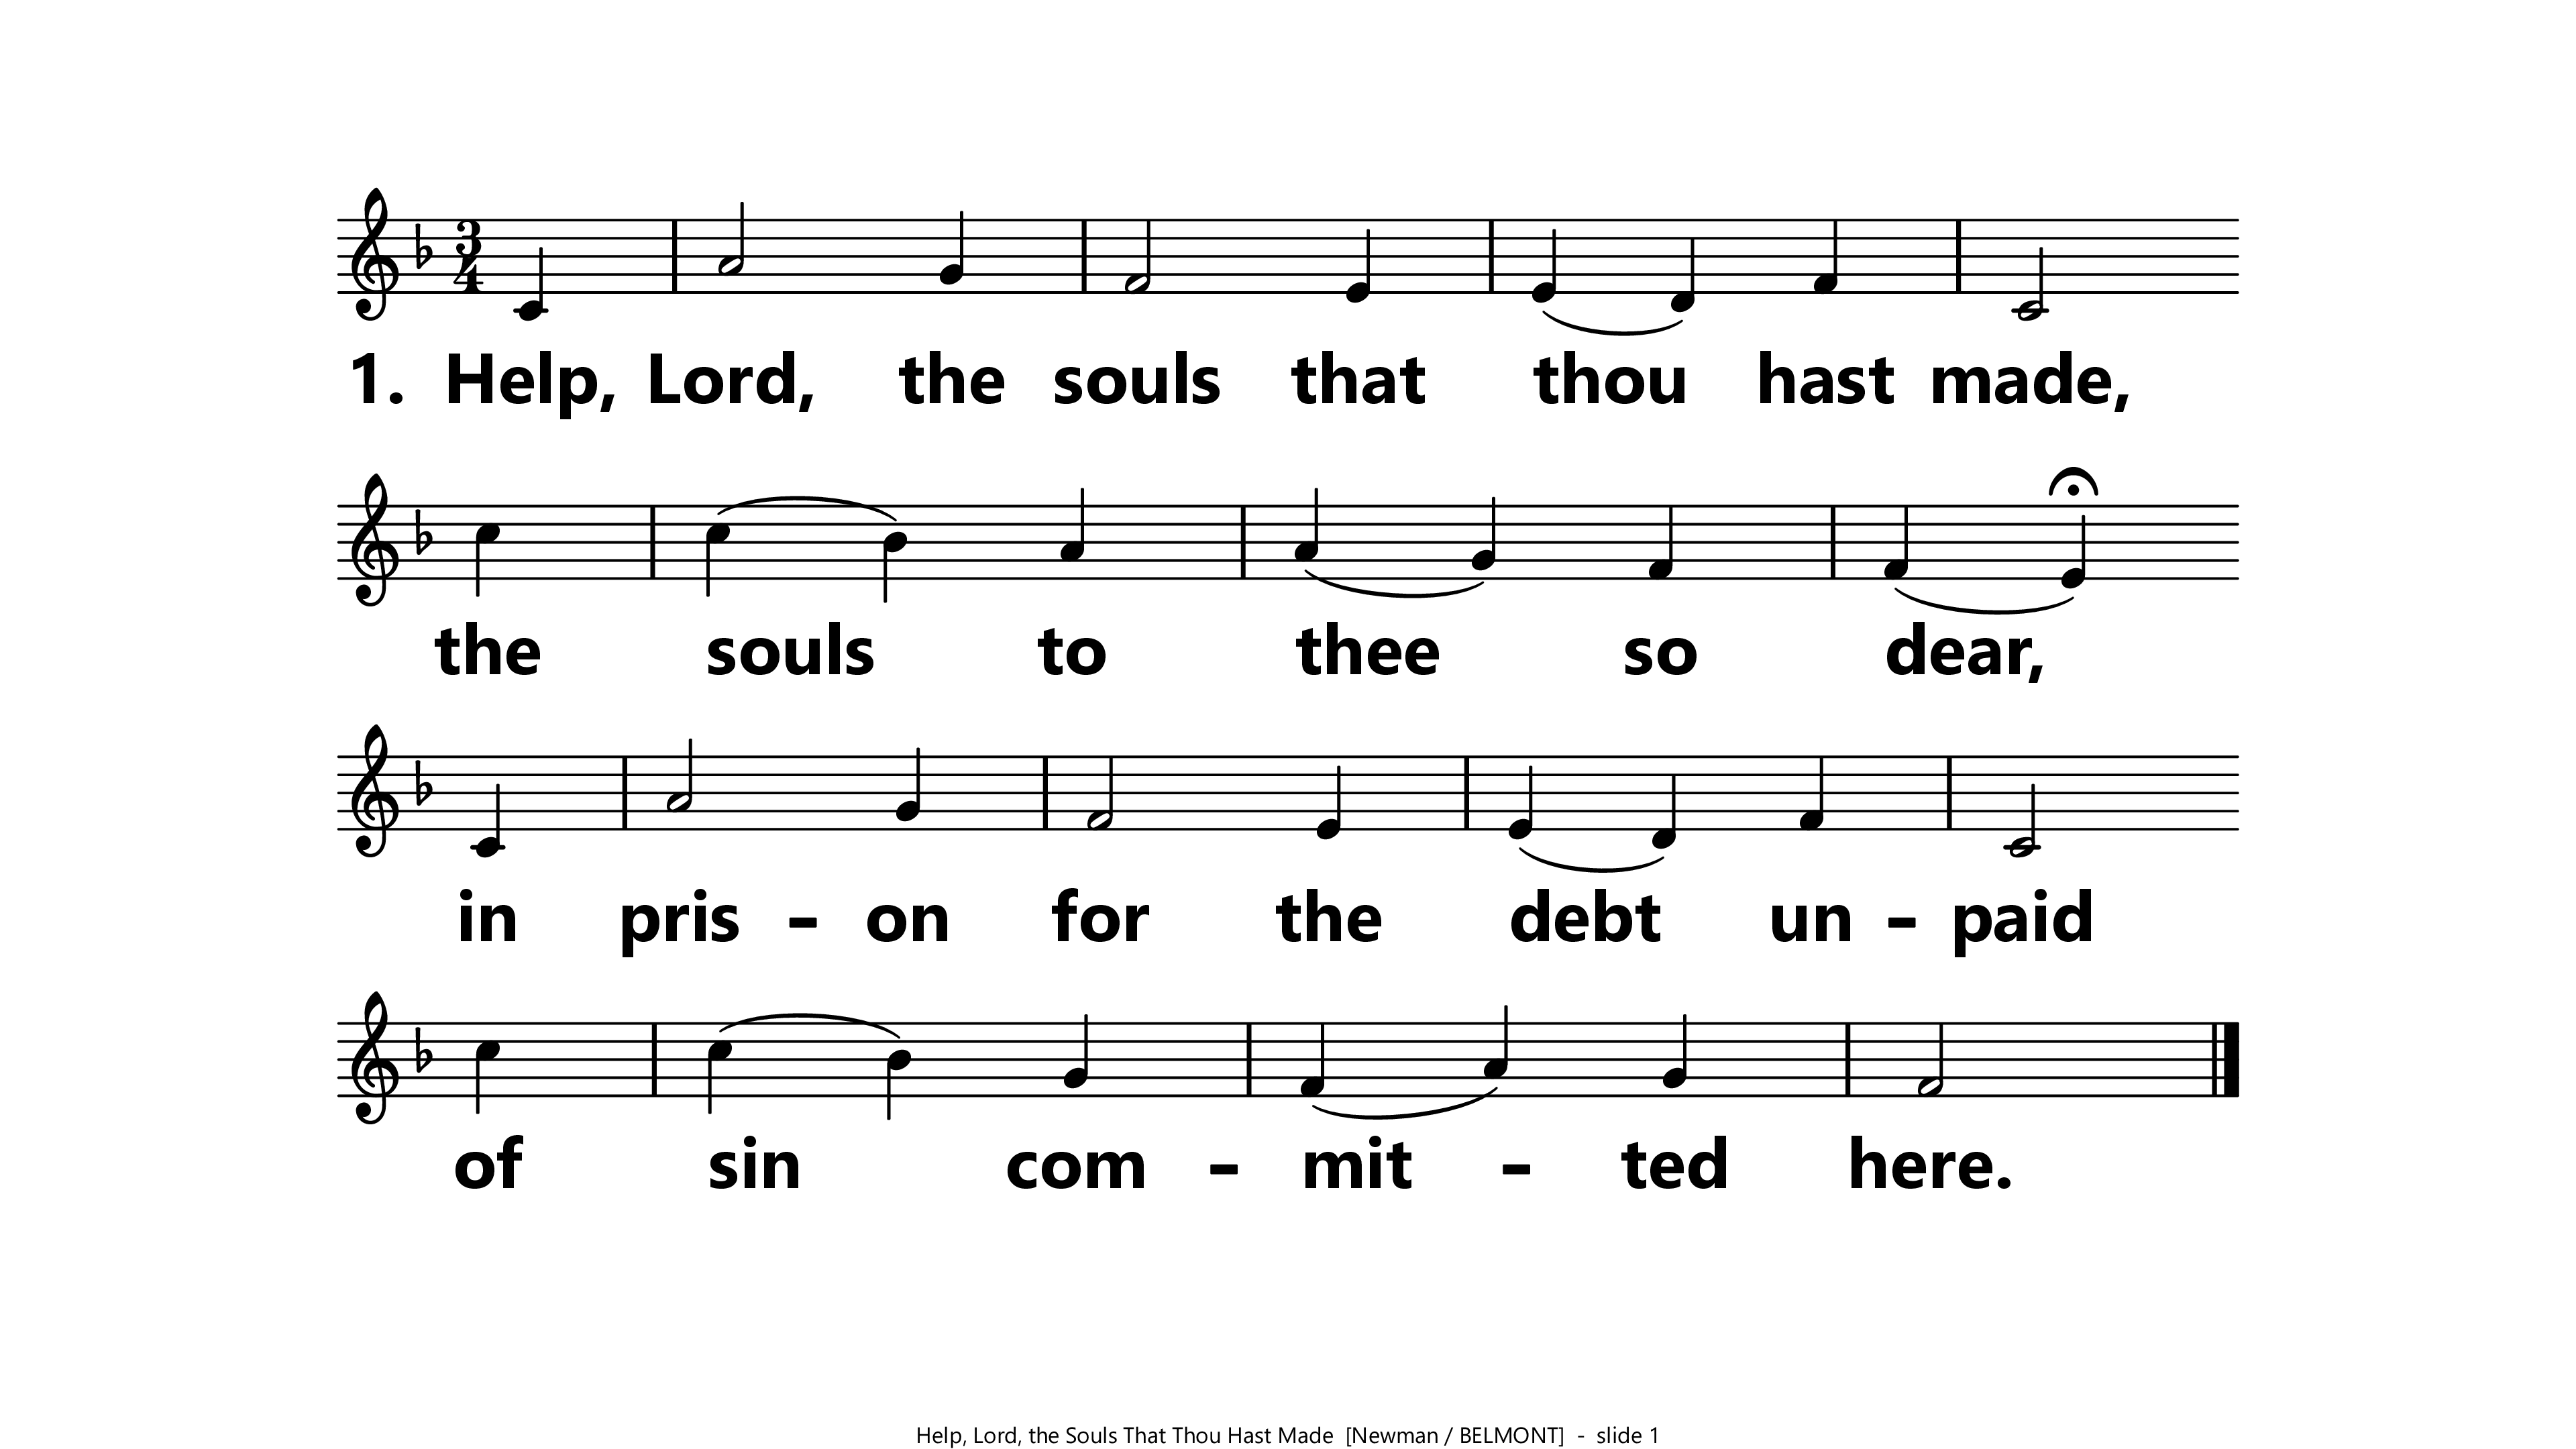 3
4
1. Help, Lord, the souls that thou hast made,
the souls to thee so dear,
in pris - on for the debt un - paid
of sin com - mit - ted here.
Help, Lord, the Souls That Thou Hast Made [Newman / BELMONT] - slide 1